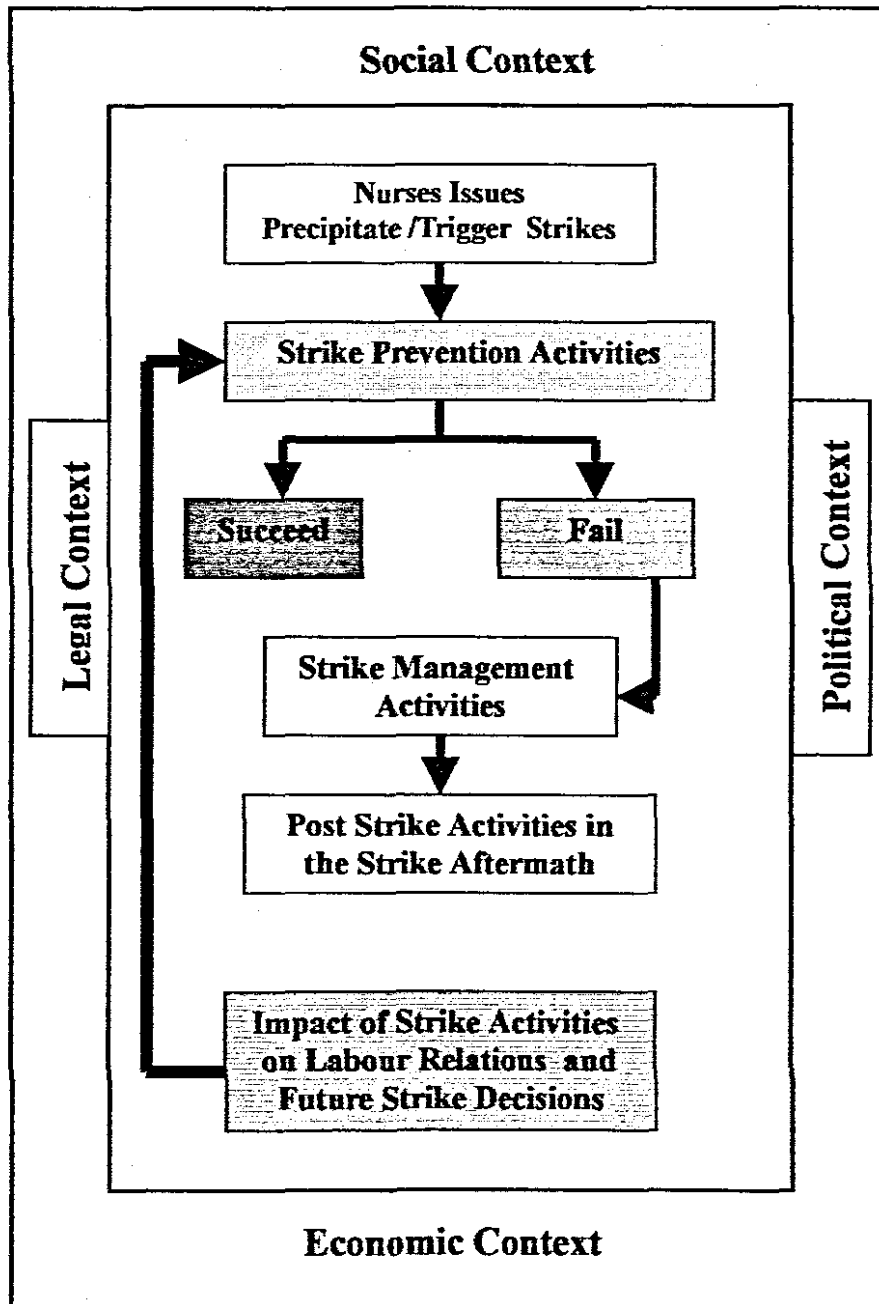 Social Context
Nurses Issues
Precipitate /Trigger Strikes
Strike Prevention Activities
Succeed
Fail
Legal Context
Political Context
Strike Management
Activities
Post Strike Activities in
the Strike Aftermath
Impact of Strike Activities
on Labour Relations and
Future Strike Decisions
Economic Context